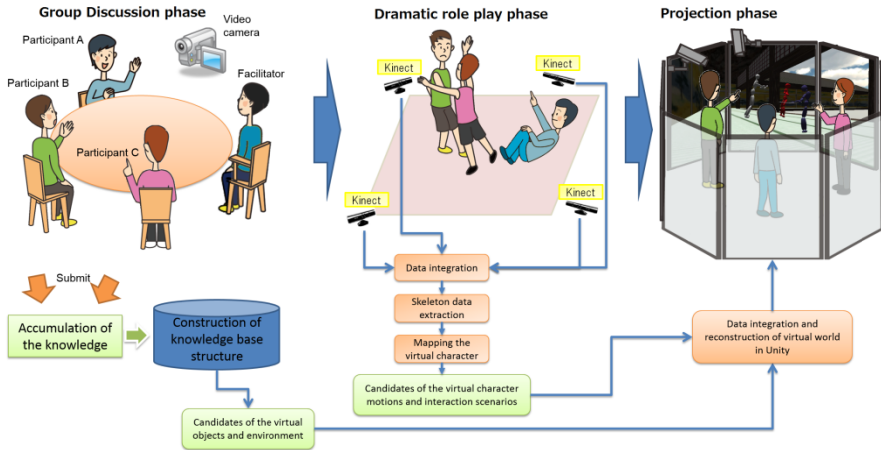 Group Discussion phase
Dramatic role play phase
Projection phase
Participant A
Video
camera
Participant B
Facilitator
Participant C
Kinect
Kinect
Kinect
Kinect
Submit
Accumulation of
the knowledge
Construction of
knowledge base
structure
Candidates of the virtual
objects and environment
Data integration
Skeleton data
extraction
Mapping the
virtual character
Candidates of the virtual character
motions and interaction scenarios
Data integration and
reconstruction of virtual world
in Unity